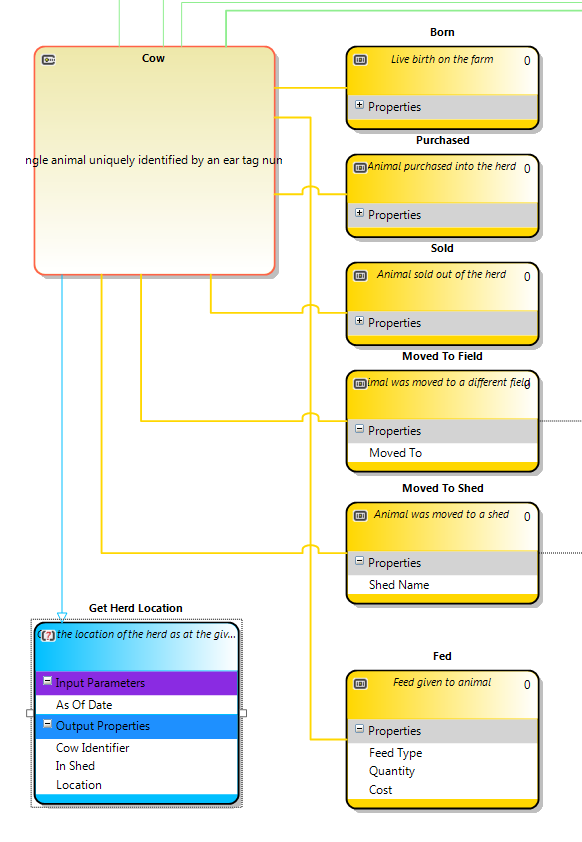 Cow
ngle animal uniquely identified by an ear tag nun
Born
Live birth on the farm
0
Properties
Purchased
Animal purchased into the herd
0
Properties
Sold
Animal sold out of the herd
0
Properties
Moved To Field
imal was moved to a different field
0
Properties
Moved To
Moved To Shed
Animal was moved to a shed
0
Properties
Shed Name
Get Herd Location
the location of the herd as at the giv...
Input Parameters
As Of Date
Output Properties
Cow Identifier
In Shed
Location
Fed
Feed given to animal
0
Properties
Feed Type
Quantity
Cost